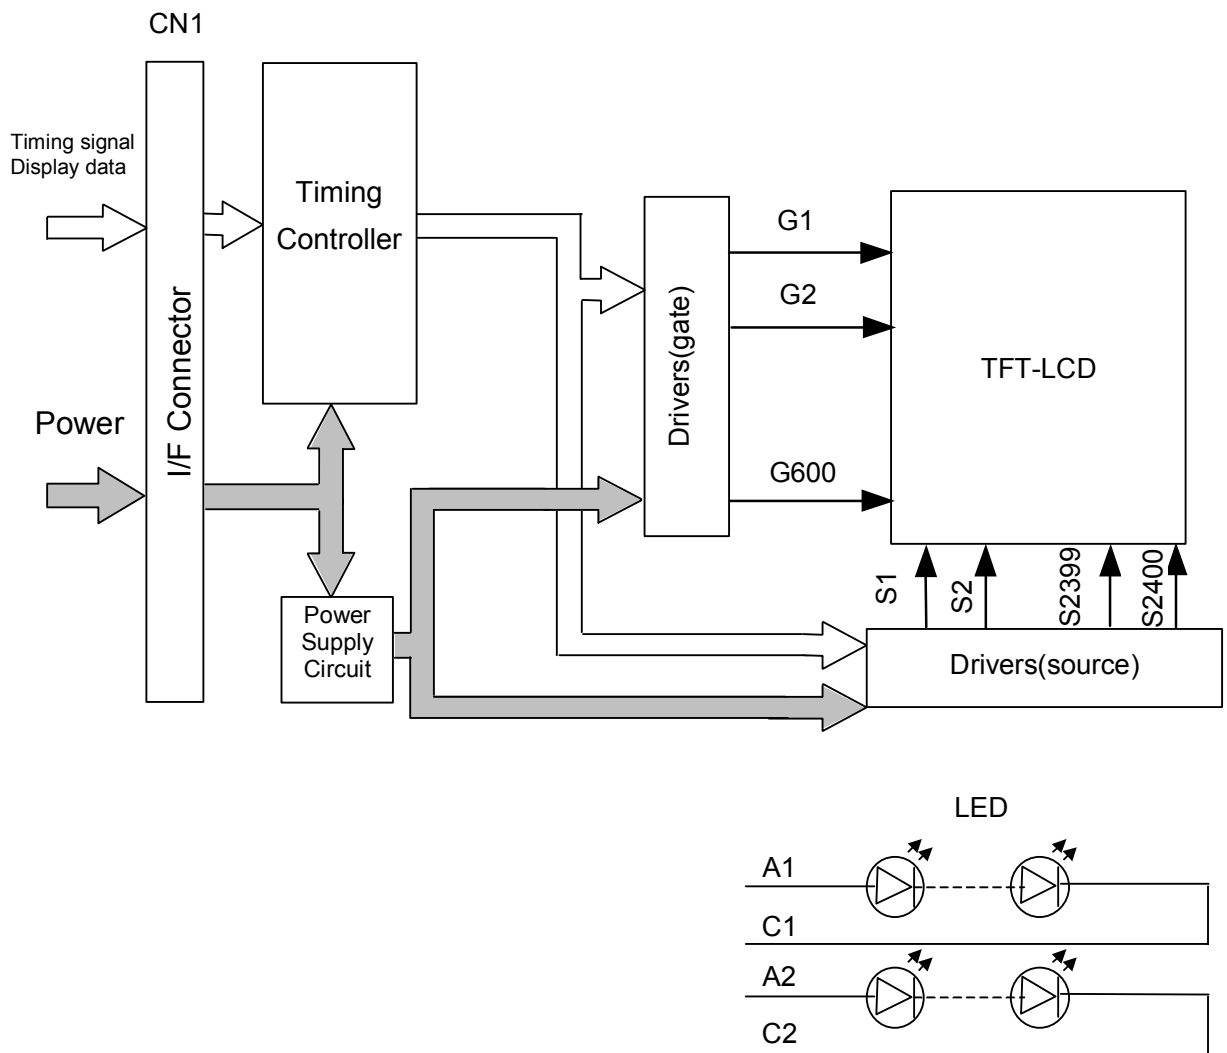 CN1
Timing signal
Display data
Power
I/F Connector
Timing
Controller
Power
Supply
Circuit
Drivers(gate)
G1
G2
G600
TFT-LCD
S1
S2
S2399
S2400
Drivers(source)
LED
A1
C1
A2
C2